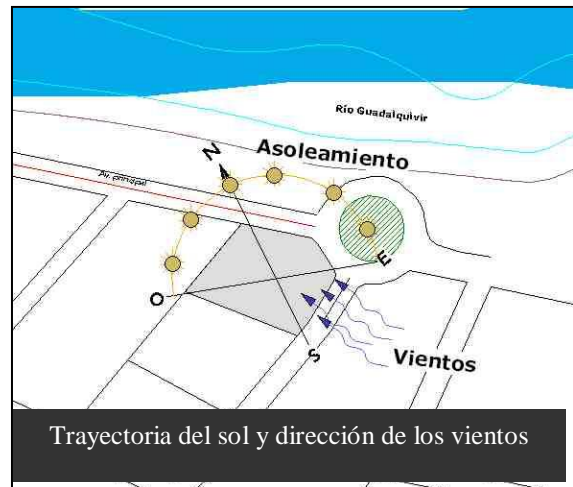 Río Guadalquivir
Asoleamiento
N
Av. principal
E
O
S
Vientos
Trayectoria del sol y dirección de los vientos